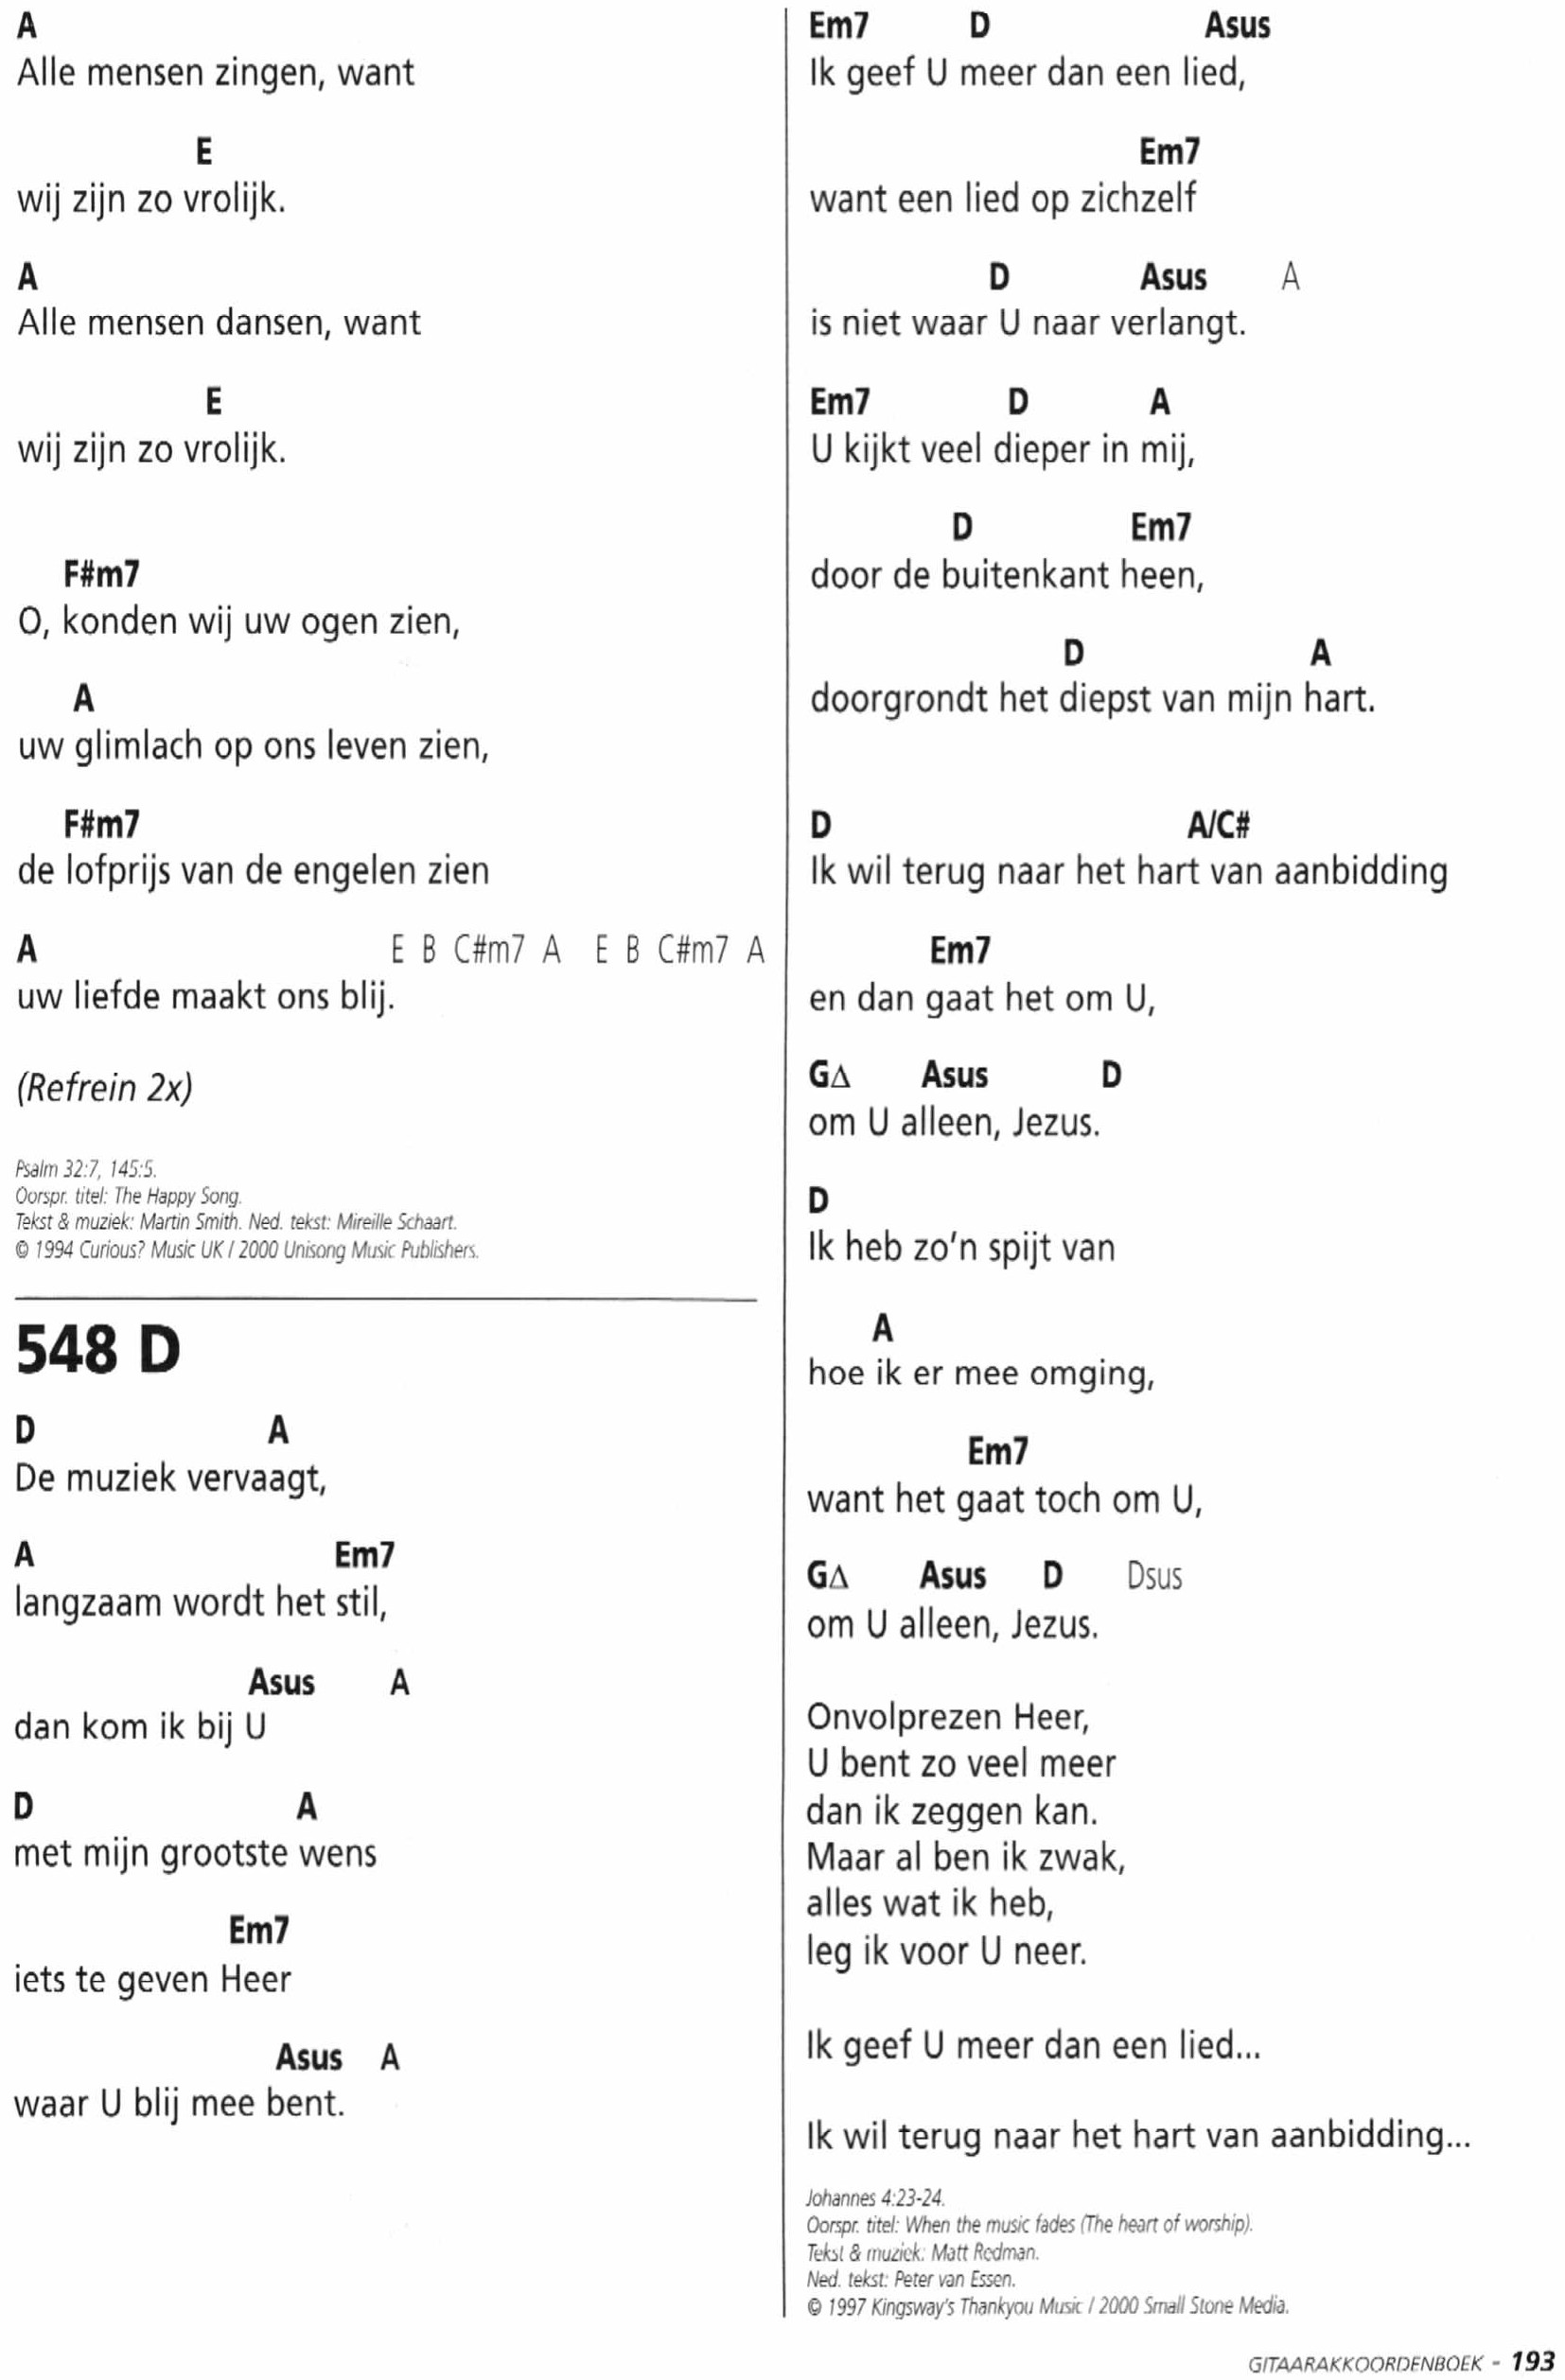 A
Alle mensen zingen, want
E
wij zijn zo vrolijk.
A
Alle mensen dansen, want
E
wij zijn zo vrolijk.
F#m7
O, konden wij uw ogen zien,
A
uw glimlach op ons leven zien,
F#m7
de lofprijs van de engelen zien
A E B C#m7 A E B C#m7 A
uw liefde maakt ons blij.
(Refrein 2x)
Psalm 32:7, 145:5.
Oorspr. titel: The Happy Song.
Tekst & muziek: Martin Smith. Ned. tekst: Mireille Schaart.
© 1994 Curious? Music UK / 2000 Unisong Music Publishers.
548 D
D A
De muziek vervaagt,
A Em7
langzaam wordt het stil,
Asus A
dan kom ik bij U
D A
met mijn grootste wens
Em7
iets te geven Heer
Asus A
waar U blij mee bent.
Em7 D Asus
Ik geef U meer dan een lied,
Em7
want een lied op zichzelf
D Asus A
is niet waar U naar verlangt.
Em7 D A
U kijkt veel dieper in mij,
D Em7
door de buitenkant heen,
D A
doorgrondt het diepst van mijn hart.
D A/C#
Ik wil terug naar het hart van aanbidding
Em7
en dan gaat het om U,
G∆ Asus D
om U alleen, Jezus.
D
Ik heb zo'n spijt van
A
hoe ik er mee omging,
Em7
want het gaat toch om U,
G∆ Asus D Dsus
om U alleen, Jezus.
Onvolprezen Heer,
U bent zo veel meer
dan ik zeggen kan.
Maar al ben ik zwak,
alles wat ik heb,
leg ik voor U neer.
Ik geef U meer dan een lied...
Ik wil terug naar het hart van aanbidding...
Johannes 4:23-24.
Oorspr. titel: When the music fades (The heart of worship).
Tekst & muziek: Matt Redman.
Ned. tekst: Peter van Essen.
© 1997 Kingsway's Thankyou Music / 2000 Small Stone Media.
GITAARAKKOORDENBOEK - 193